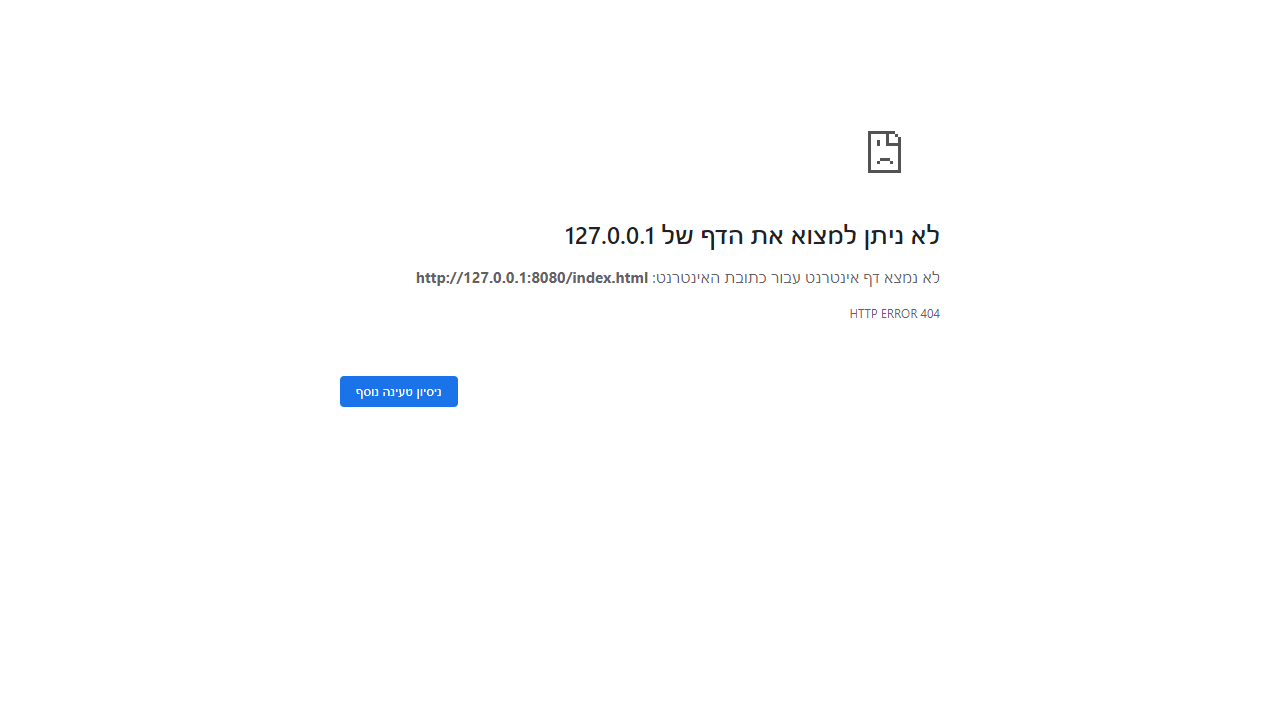 לא ניתן למצוא את הדף של 127.0.0.1
לא נמצא דף אינטרנט עבור כתובת האינטרנט: http://127.0.0.1:8080/index.html
HTTP ERROR 404
ניסיון טעינה נוסף